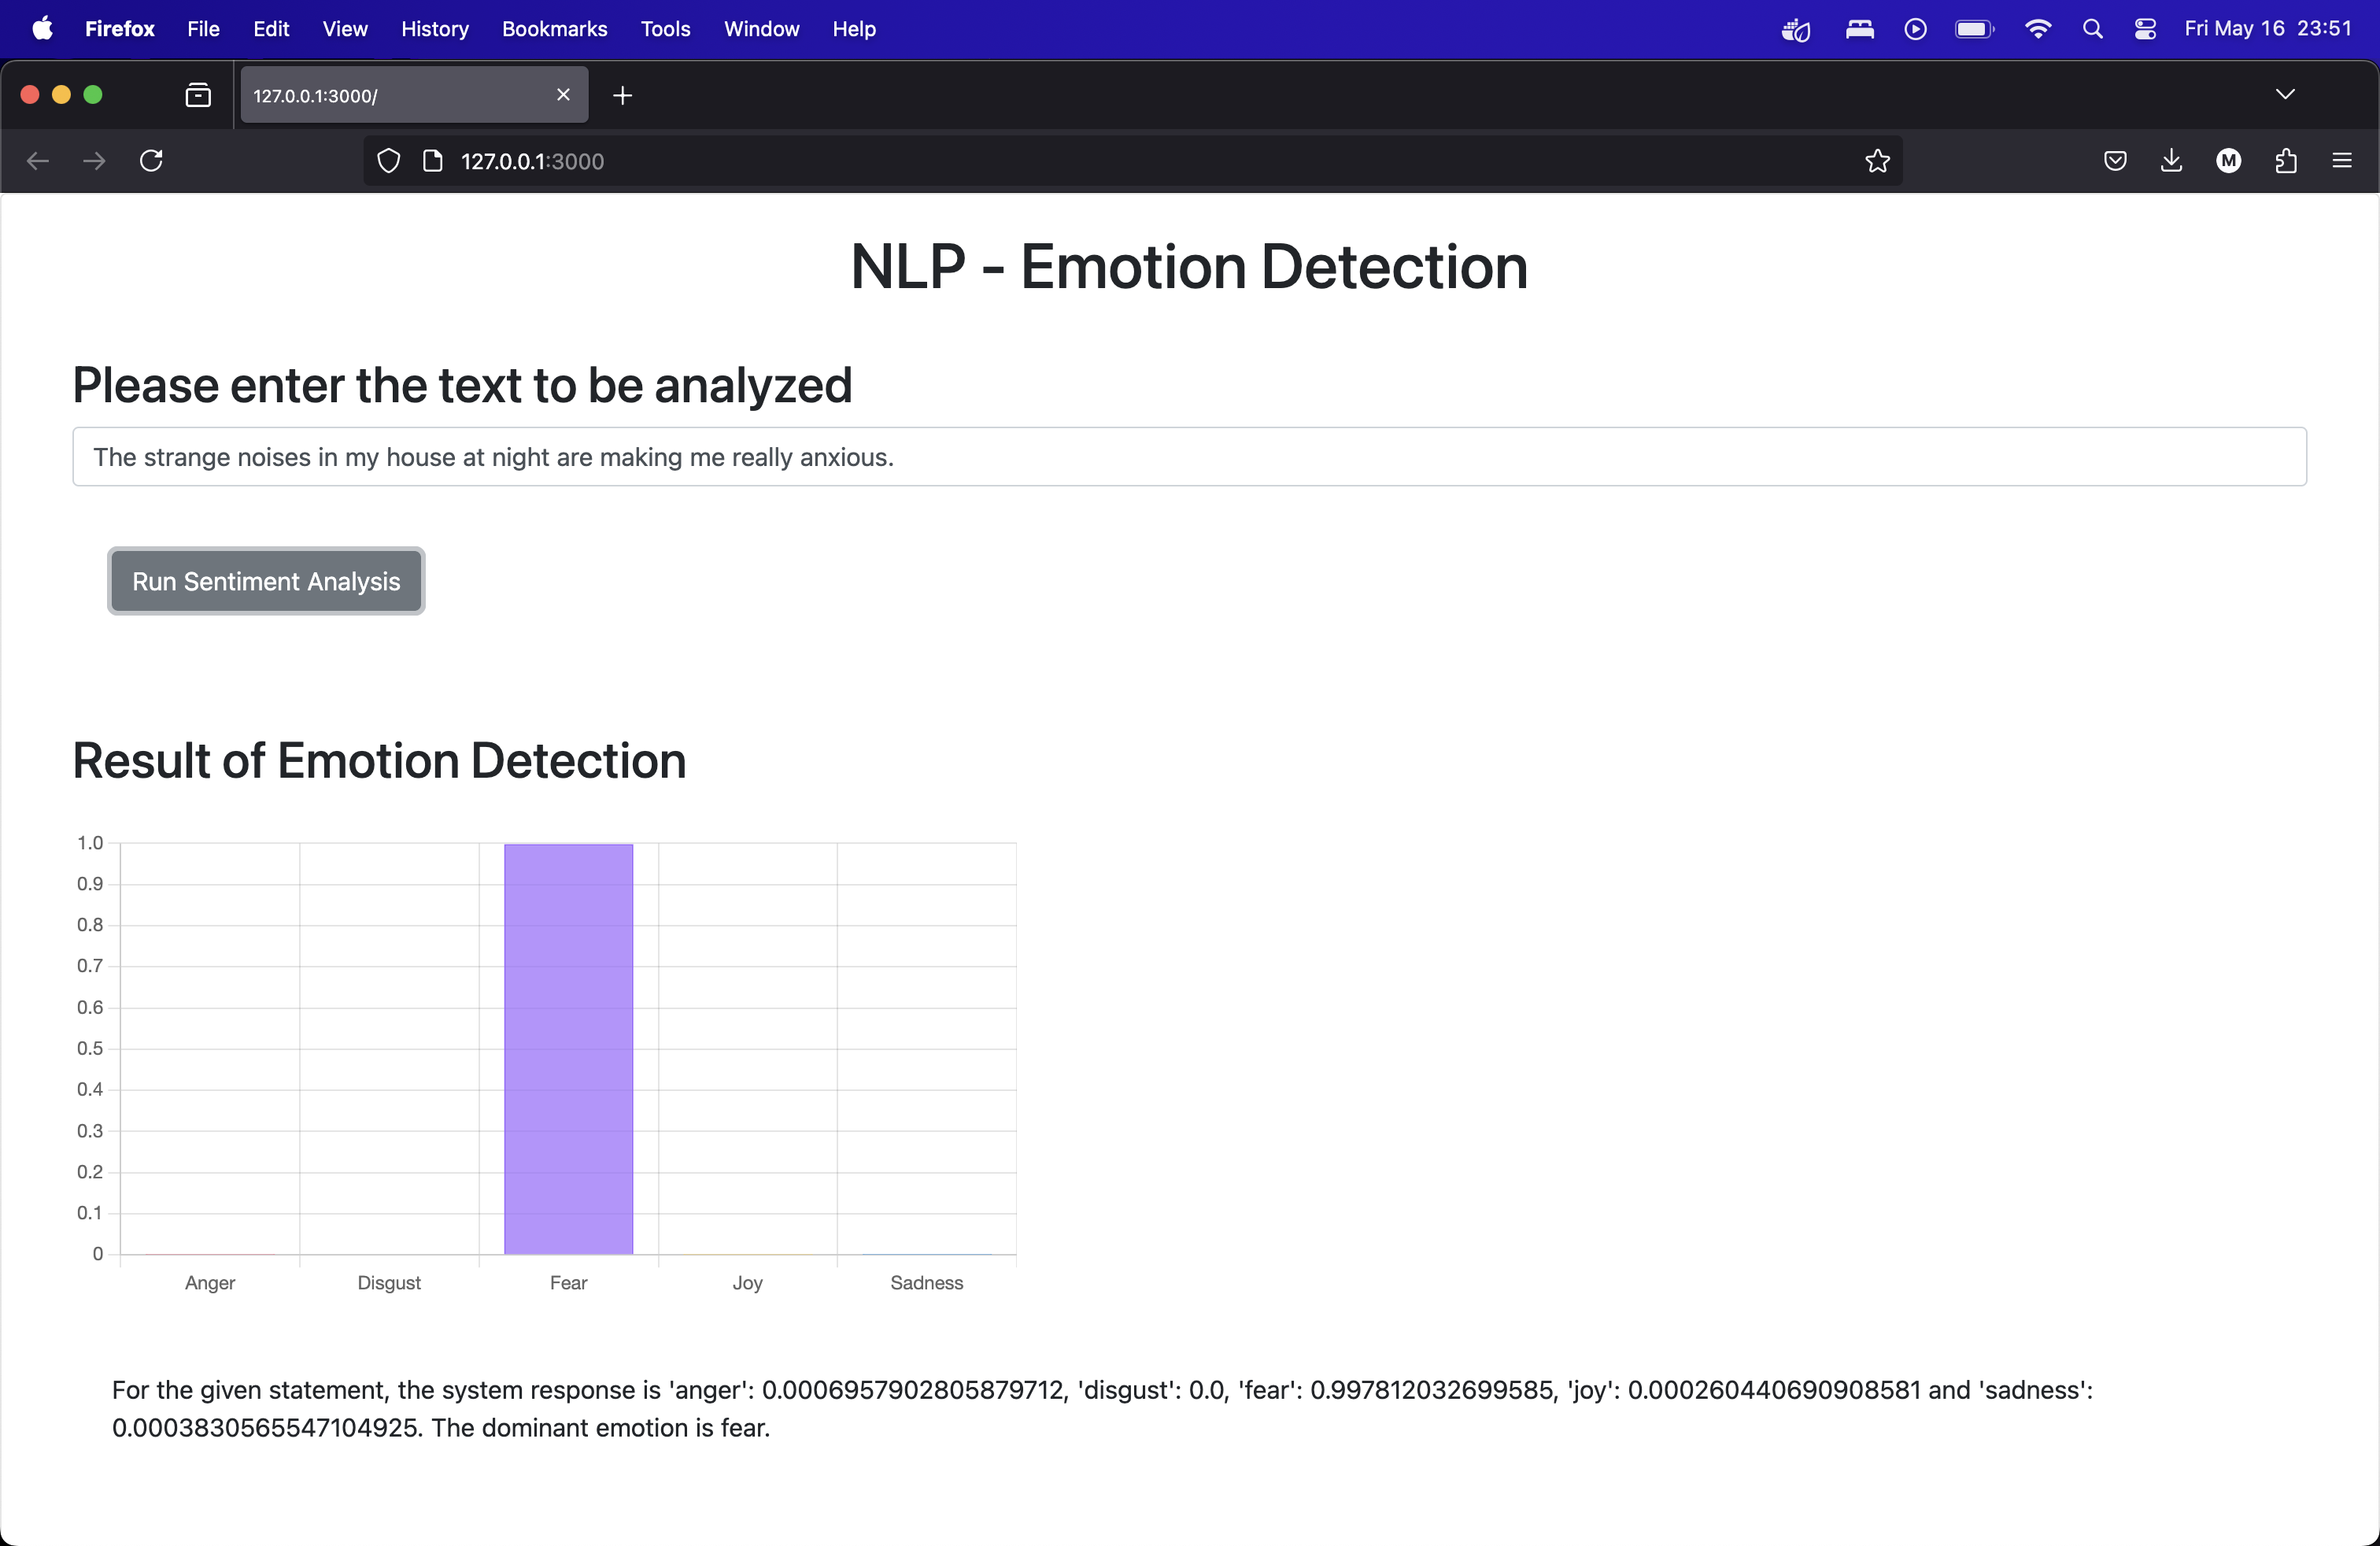 Firefox File Edit View History Bookmarks Tools Window Help Fri May 16 23:51
127.0.0.1:3000/
127.0.0.1:3000 M
NLP - Emotion Detection
Please enter the text to be analyzed
The strange noises in my house at night are making me really anxious.
Run Sentiment Analysis
Result of Emotion Detection
1.0
0.9
0.8
0.7
0.6
0.5
0.4
0.3
0.2
0.1
0
Anger Disgust Fear Joy Sadness
For the given statement, the system response is 'anger': 0.0006957902805879712, 'disgust': 0.0, 'fear': 0.997812032699585, 'joy': 0.000260440690908581 and 'sadness':
0.0003830565547104925. The dominant emotion is fear.